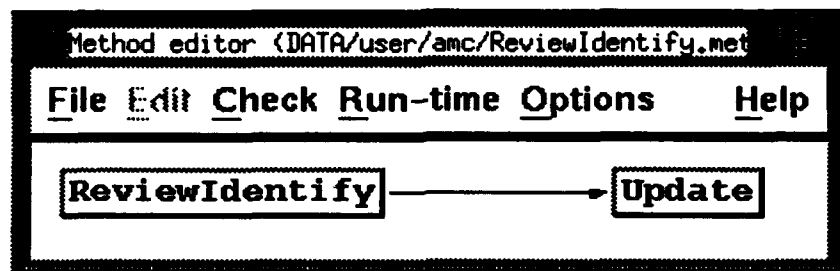 Method editor (DATA/user/amc/ReviewIdentify.met
File Edit Check Run-time Options Help
ReviewIdentify Update